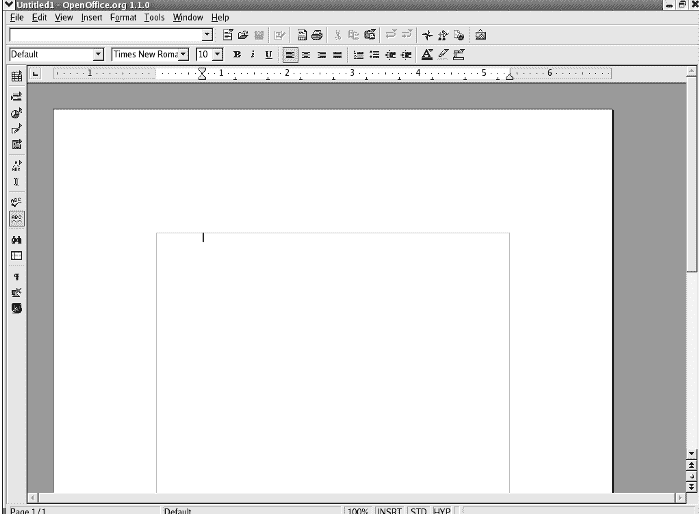 Untitled1 - OpenOffice.org 1.1.0
File Edit View Insert Format Tools Window Help
Default Times New Roma 10 B i U
1 1 2 3 4 5 6
Page 1 / 1 Default 100% INSRT STD HYP